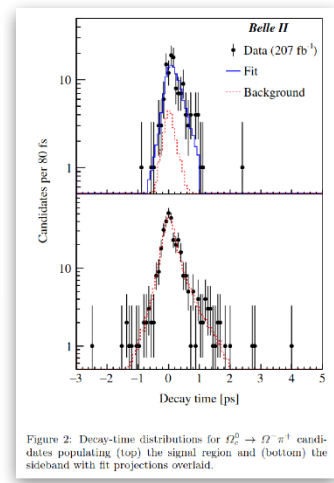 Belle II
Data (207 fb⁻¹)
Fit
Background
Candidates per 80 fs
10
1
10
1
−3 −2 −1 0 1 2 3 4 5
Decay time [ps]
Figure 2: Decay-time distributions for Ω⁰c → Ω⁻π⁺ candi-
dates populating (top) the signal region and (bottom) the
sideband with fit projections overlaid.